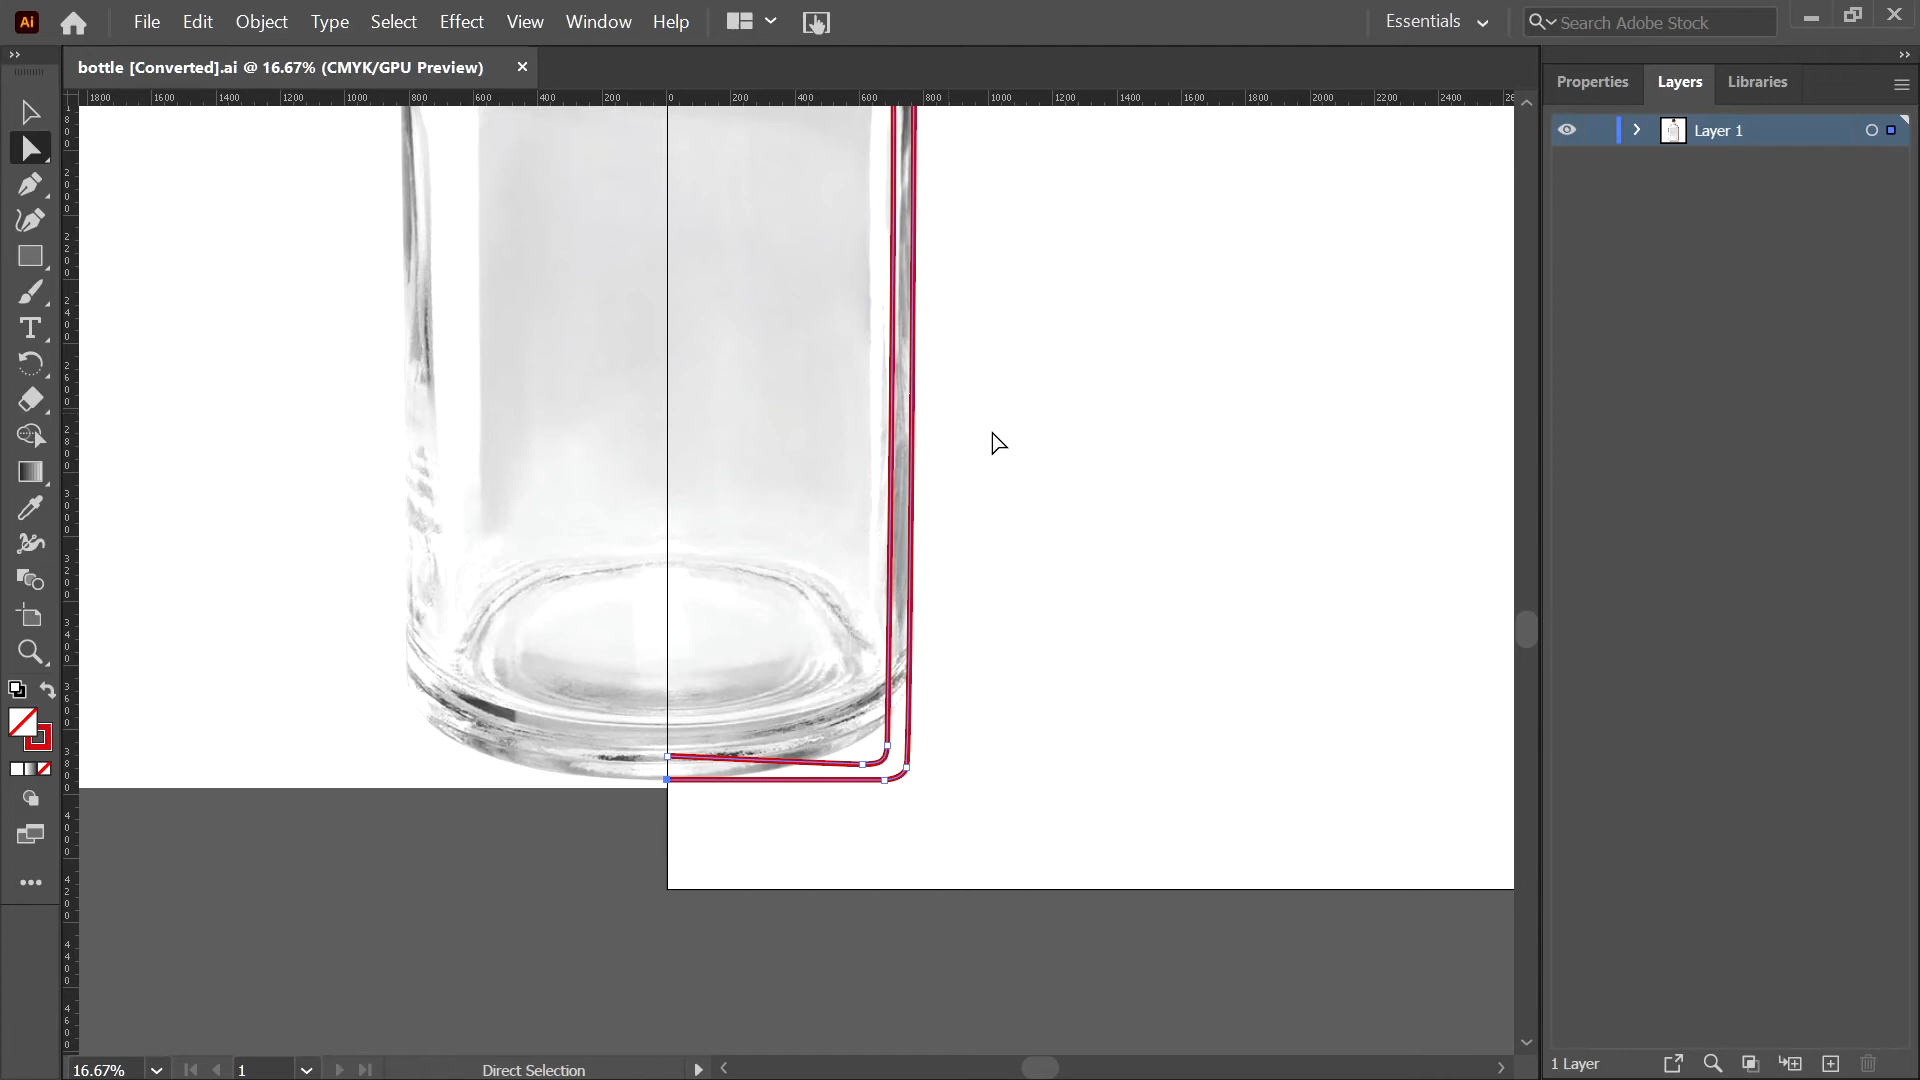 Ai File Edit Object Type Select Effect View Window Help Essentials Search Adobe Stock
bottle [Converted].ai @ 16.67% (CMYK/GPU Preview) ×
Properties Layers Libraries
1800 1600 1400 1200 1000 800 600 400 200 0 200 400 600 800 1000 1200 1400 1600 1800 2000 2200 2400
Layer 1
16.67% 1 Direct Selection
1 Layer